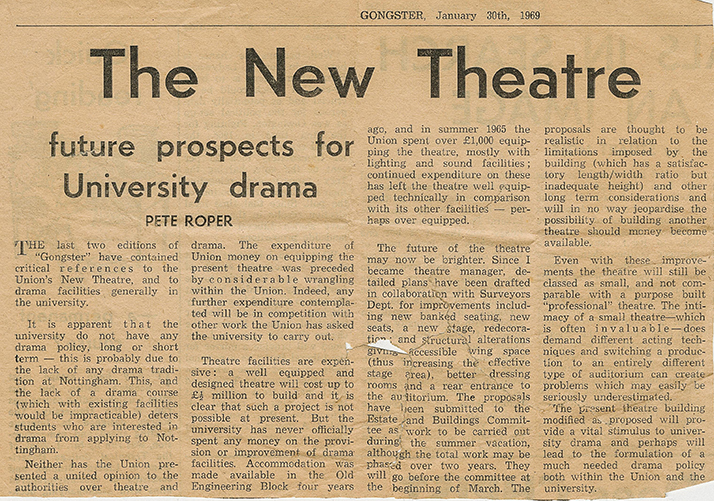 GONGSTER, January 30th, 1969
The New Theatre
future prospects for
University drama
PETE ROPER
THE last two editions of
"Gongster" have contained
critical references to the
Union's New Theatre, and to
drama facilities generally in
the university.
It is apparent that the
university do not have any
drama policy, long or short
term — this is probably due to
the lack of any drama tradi-
tion at Nottingham. This, and
the lack of a drama course
(which with existing facilities
would be impracticable) deters
students who are interested in
drama from applying to Not-
tingham.
Neither has the Union pre-
sented a united opinion to the
authorities over theatre and
drama. The expenditure of
Union money on equipping the
present theatre was preceded
by considerable wrangling
within the Union. Indeed, any
further expenditure contempla-
ted will be in competition with
other work the Union has asked
the university to carry out.
Theatre facilities are expen-
sive: a well equipped and
designed theatre will cost up to
£½ million to build and it is
clear that such a project is not
possible at present. But the
university has never officially
spent any money on the provi-
sion or improvement of drama
facilities. Accommodation was
made available in the Old
Engineering Block four years
ago, and in summer 1965 the
Union spent over £1,000 equip-
ping the theatre, mostly with
lighting and sound facilities;
continued expenditure on these
has left the theatre well equip-
ped technically in comparison
with its other facilities — per-
haps over equipped.
The future of the theatre
may now be brighter. Since I
became theatre manager, de-
tailed plans have been drafted
in collaboration with Surveyors
Dept. for improvements includ-
ing new banked seating, new
seats, a new stage, redecora-
tion and structural alterations
giving accessible wing space
(thus increasing the effective
stage area), better dressing
rooms and a rear entrance to
the auditorium. The proposals
have been submitted to the
Estate and Buildings Commit-
tee as work to be carried out
during the summer vacation,
although the total work may be
phased over two years. They
will go before the committee at
the beginning of March. The
proposals are thought to be
realistic in relation to the
limitations imposed by the
building (which has a satisfac-
tory length/width ratio but
inadequate height) and other
long term considerations and
will in no way jeopardise the
possibility of building another
theatre should money become
available.
Even with these improve-
ments the theatre will still be
classed as small, and not com-
parable with a purpose built
"professional" theatre. The inti-
macy of a small theatre—which
is often invaluable—does
demand different acting tech-
niques and switching a produc-
tion to an entirely different
type of auditorium can create
problems which may easily be
seriously underestimated.
The present theatre building
modified as proposed will pro-
vide a vital stimulus to univer-
sity drama and perhaps will
lead to the formulation of a
much needed drama policy
both within the Union and the
university.